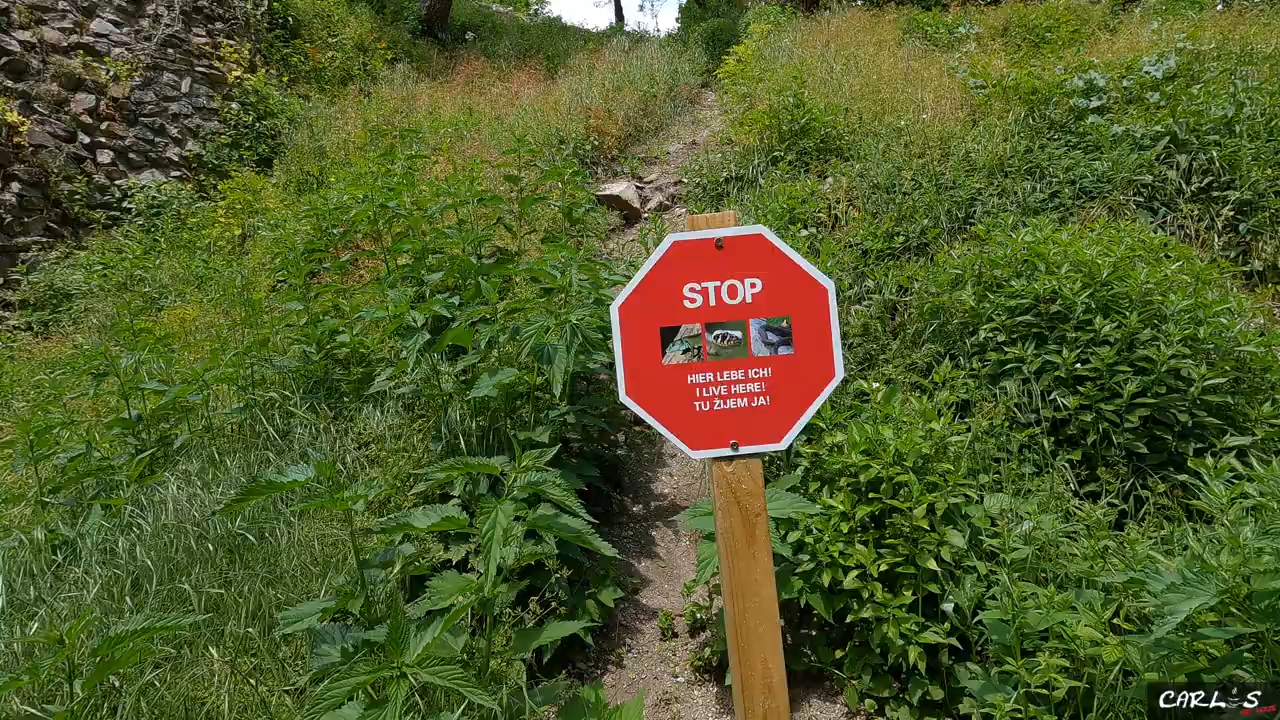 STOP
HIER LEBE ICH!
I LIVE HERE!
TU ŽIJEM JA!
CARLOS